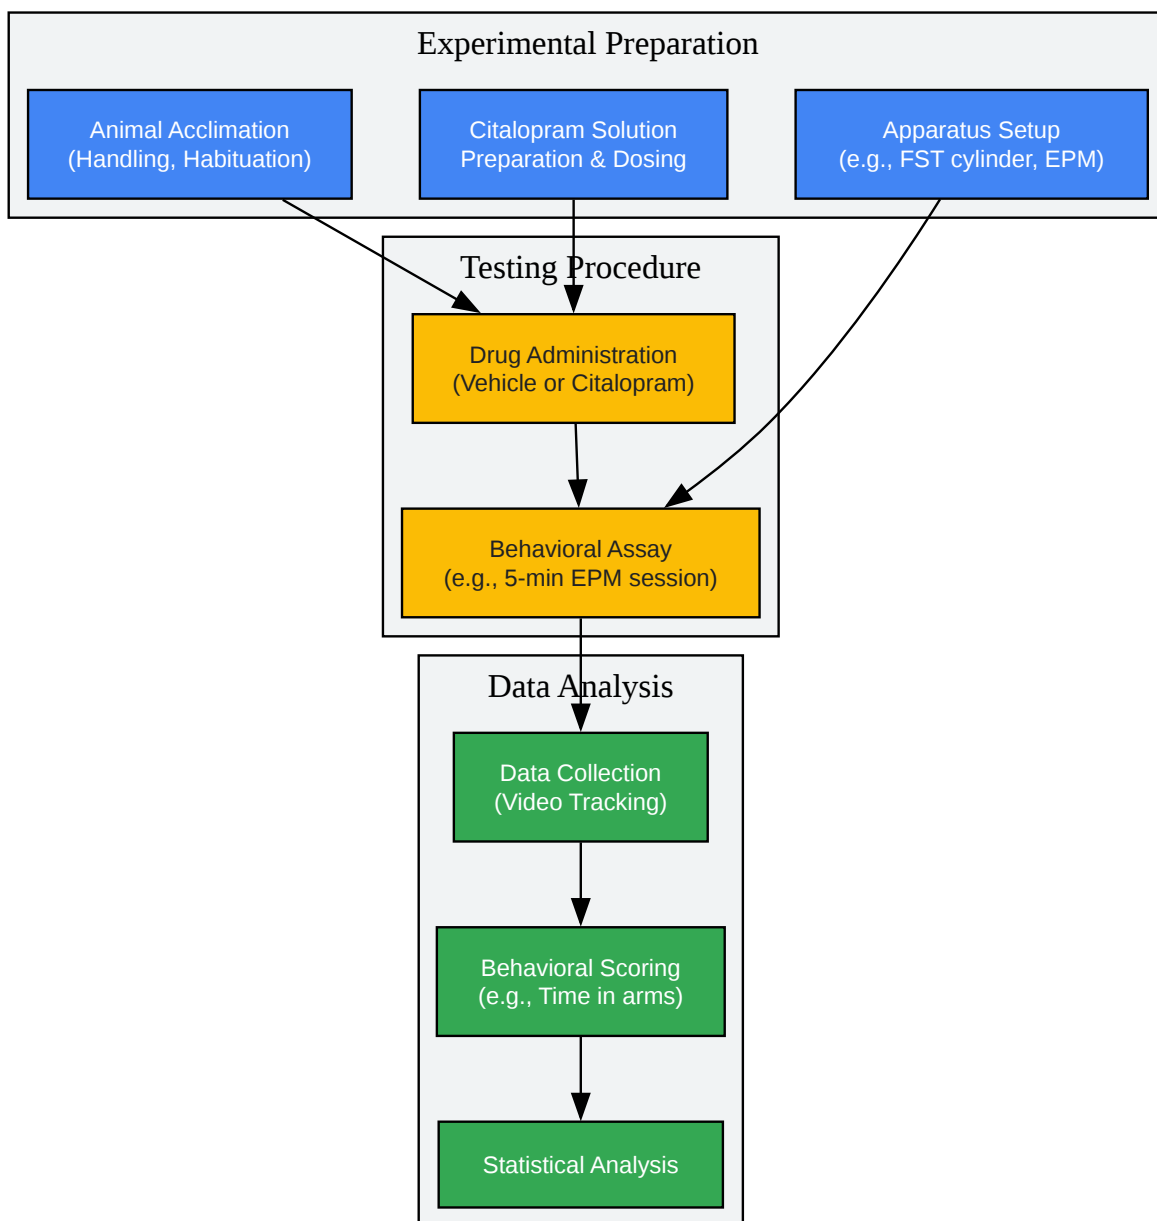 Experimental Preparation
Animal Acclimation
(Handling, Habituation)
Citalopram Solution
Preparation & Dosing
Apparatus Setup
(e.g., FST cylinder, EPM)
Testing Procedure
Drug Administration
(Vehicle or Citalopram)
Behavioral Assay
(e.g., 5-min EPM session)
Data Analysis
Data Collection
(Video Tracking)
Behavioral Scoring
(e.g., Time in arms)
Statistical Analysis